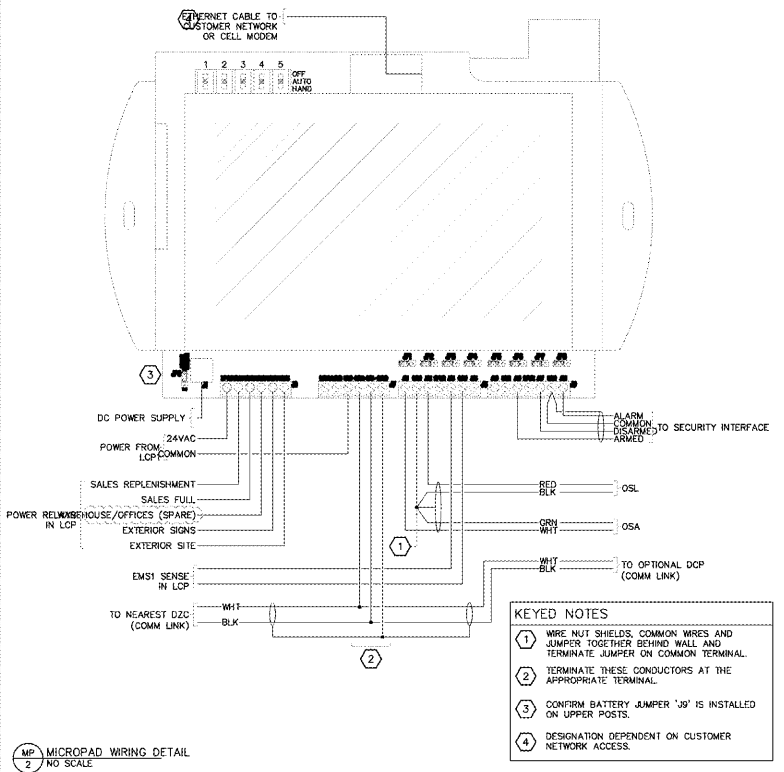 ETHERNET CABLE TO
CUSTOMER NETWORK
OR CELL MODEM
4
1 2 3 4 5
OFF
AUTO
HAND
3
DC POWER SUPPLY
24VAC
POWER FROM
LCP
COMMON
SALES REPLENISHMENT
SALES FULL
WAREHOUSE/OFFICES (SPARE)
POWER RELAYS
IN LCP
EXTERIOR SIGNS
EXTERIOR SITE
EMS1 SENSE
IN LCP
TO NEAREST DZC
(COMM LINK)
WHT
BLK
ALARM
COMMON
DISARMED
ARMED
TO SECURITY INTERFACE
RED
BLK
OSL
GRN
WHT
OSA
1
WHT
BLK
TO OPTIONAL DCP
(COMM LINK)
2
KEYED NOTES
1 WIRE NUT SHIELDS, COMMON WIRES AND
JUMPER TOGETHER BEHIND WALL AND
TERMINATE JUMPER ON COMMON TERMINAL.
2 TERMINATE THESE CONDUCTORS AT THE
APPROPRIATE TERMINAL.
3 CONFIRM BATTERY JUMPER 'J9' IS INSTALLED
ON UPPER POSTS.
4 DESIGNATION DEPENDENT ON CUSTOMER
NETWORK ACCESS.
MP MICROPAD WIRING DETAIL
2 NO SCALE